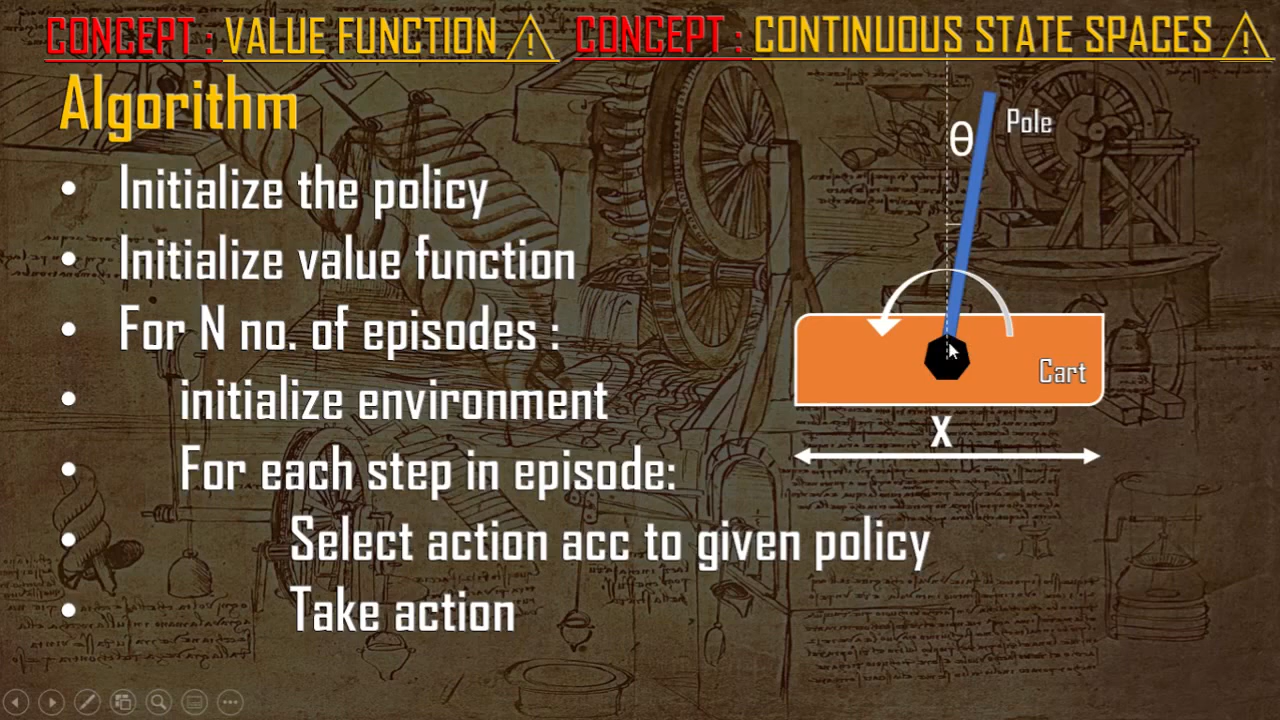 CONCEPT : VALUE FUNCTION
CONCEPT : CONTINUOUS STATE SPACES
Algorithm
• Initialize the policy
• Initialize value function
• For N no. of episodes :
• initialize environment
• For each step in episode:
• Select action acc to given policy
• Take action
θ
Pole
Cart
X